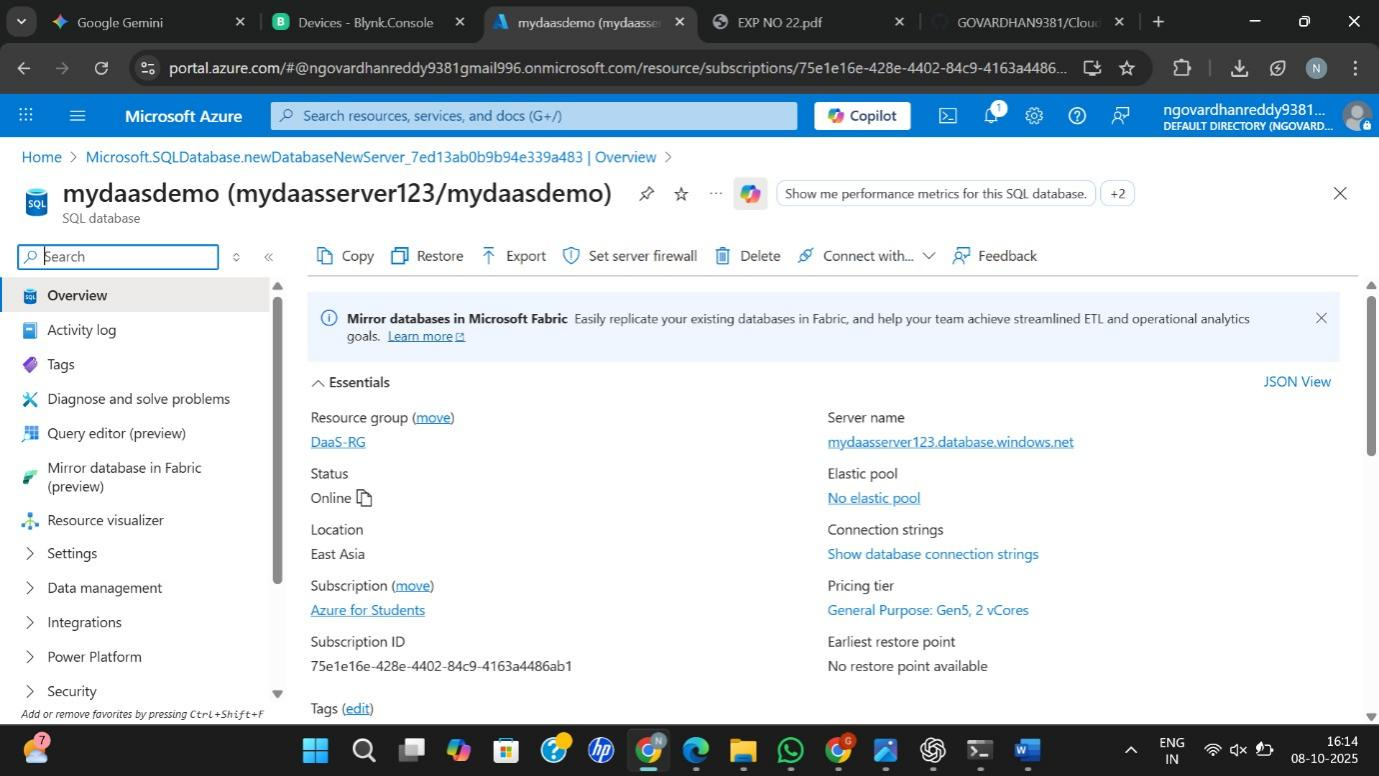 Google Gemini
Devices - Blynk.Console
mydaasdemo (mydaasser
EXP NO 22.pdf
GOVARDHAN9381/Cloud
portal.azure.com/#@ngovardhanreddy9381gmail996.onmicrosoft.com/resource/subscriptions/75e1e16e-428e-4402-84c9-4163a4486...
N
Microsoft Azure
Search resources, services, and docs (G+/)
Copilot
1
ngovardhanreddy9381...
DEFAULT DIRECTORY (NGOVARD...
Home > Microsoft.SQLDatabase.newDatabaseNewServer_7ed13ab0b9b94e339a483 | Overview >
SQL
mydaasdemo (mydaasserver123/mydaasdemo)
Show me performance metrics for this SQL database.
+2
SQL database
Search
Copy
Restore
Export
Set server firewall
Delete
Connect with...
Feedback
Overview
Activity log
Tags
Diagnose and solve problems
Query editor (preview)
Mirror database in Fabric
(preview)
Resource visualizer
Settings
Data management
Integrations
Power Platform
Security
Add or remove favorites by pressing Ctrl+Shift+F
Mirror databases in Microsoft Fabric Easily replicate your existing databases in Fabric, and help your team achieve streamlined ETL and operational analytics
goals. Learn more
Essentials
JSON View
Resource group (move)
DaaS-RG
Status
Online
Location
East Asia
Subscription (move)
Azure for Students
Subscription ID
75e1e16e-428e-4402-84c9-4163a4486ab1
Tags (edit)
Server name
mydaasserver123.database.windows.net
Elastic pool
No elastic pool
Connection strings
Show database connection strings
Pricing tier
General Purpose: Gen5, 2 vCores
Earliest restore point
No restore point available
7
hp
N
G
W
ENG
IN
16:14
08-10-2025